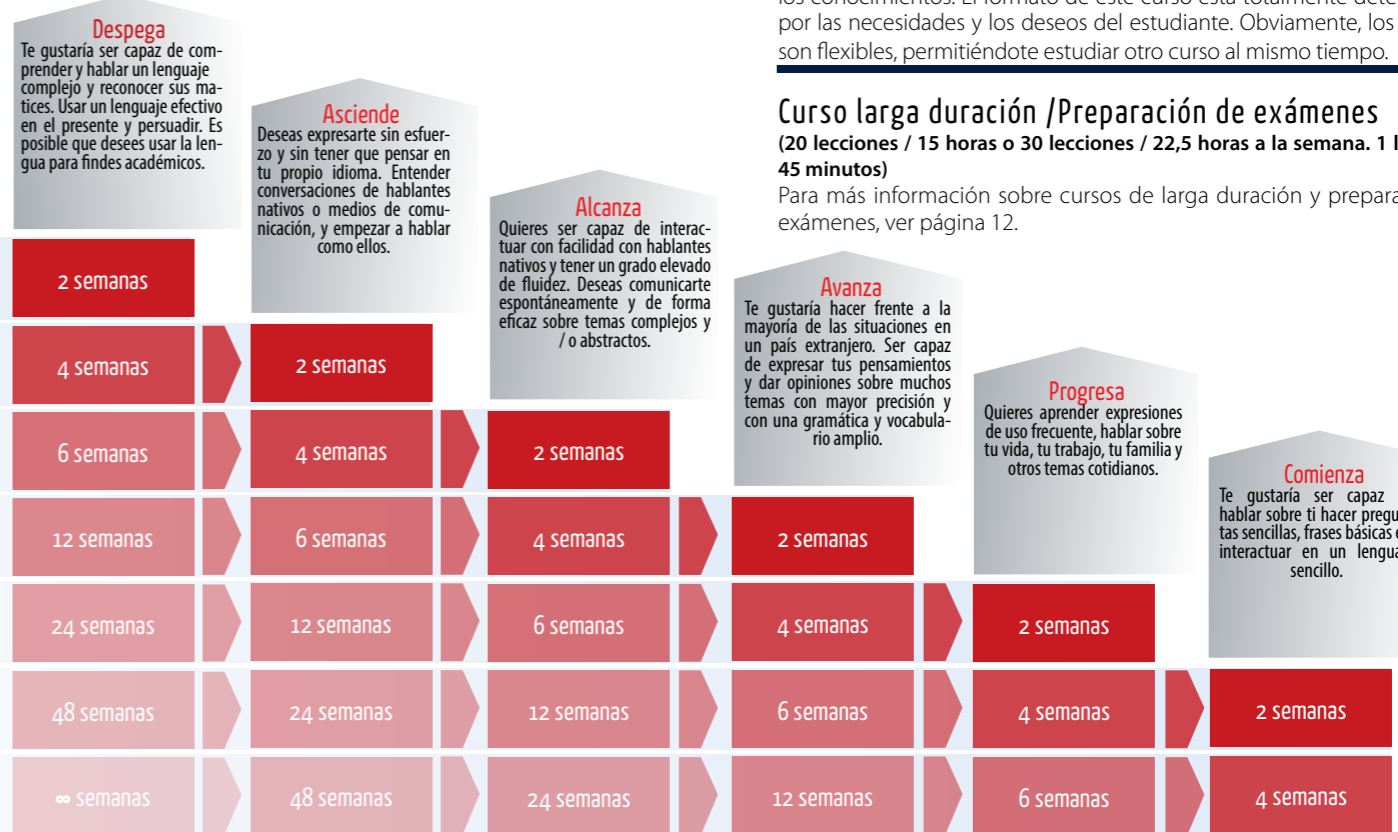 los conocimientos. El formato de este curso está totalmente
por las necesidades y los deseos del estudiante. Obviamente, los
son flexibles, permitiéndote estudiar otro curso al mismo tiempo.
Curso larga duración /Preparación de exámenes
(20 lecciones / 15 horas o 30 lecciones / 22,5 horas a la semana. 1
45 minutos)
Para más información sobre cursos de larga duración y
exámenes, ver página 12.
Despega
Te gustaría ser capaz de com-
prender y hablar un lenguaje
complejo y reconocer sus ma-
tices. Usar un lenguaje efectivo
en el presente y persuadir. Es
posible que desees usar la len-
gua para findes académicos.
Asciende
Deseas expresarte sin esfuer-
zo y sin tener que pensar en
tu propio idioma. Entender
conversaciones de hablantes
nativos o medios de comu-
nicación, y empezar a hablar
como ellos.
Alcanza
Quieres ser capaz de interac-
tuar con facilidad con hablantes
nativos y tener un grado elevado
de fluidez. Deseas comunicarte
espontáneamente y de forma
eficaz sobre temas complejos y
/ o abstractos.
Avanza
Te gustaría hacer frente a la
mayoría de las situaciones en
un país extranjero. Ser capaz
de expresar tus pensamientos
y dar opiniones sobre muchos
temas con mayor precisión y
con una gramática y vocabula-
rio amplio.
Progresa
Quieres aprender expresiones
de uso frecuente, hablar sobre
tu vida, tu trabajo, tu familia y
otros temas cotidianos.
Comienza
Te gustaría ser capaz
hablar sobre ti hacer
tas sencillas, frases básicas
interactuar en un
sencillo.
2 semanas
4 semanas 2 semanas
6 semanas 4 semanas 2 semanas
12 semanas 6 semanas 4 semanas 2 semanas
24 semanas 12 semanas 6 semanas 4 semanas 2 semanas
48 semanas 24 semanas 12 semanas 6 semanas 4 semanas 2 semanas
∞ semanas 48 semanas 24 semanas 12 semanas 6 semanas 4 semanas